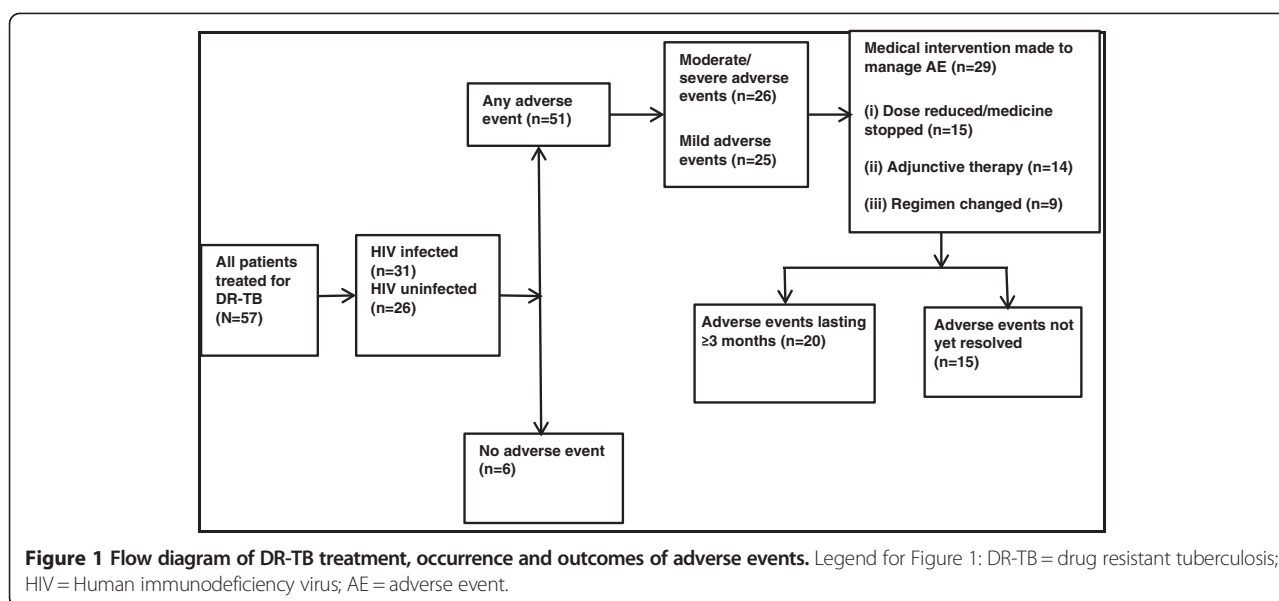 All patients
treated for
DR-TB
(N=57)
HIV infected
(n=31)
HIV uninfected
(n=26)
Any adverse
event (n=51)
No adverse event
(n=6)
Moderate/
severe adverse
events (n=26)
Mild adverse
events (n=25)
Medical intervention made to
manage AE (n=29)
(i) Dose reduced/medicine
stopped (n=15)
(ii) Adjunctive therapy (n=14)
(iii) Regimen changed (n=9)
Adverse events lasting
≥3 months (n=20)
Adverse events not
yet resolved
(n=15)
Figure 1 Flow diagram of DR-TB treatment, occurrence and outcomes of adverse events. Legend for Figure 1: DR-TB = drug resistant tuberculosis;
HIV = Human immunodeficiency virus; AE = adverse event.